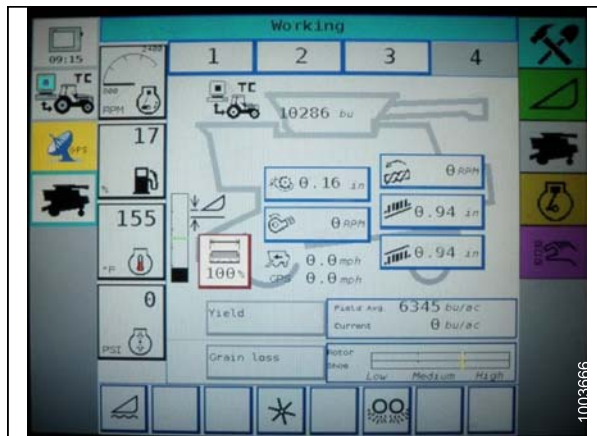 Working
09:15
1 2 3 4
2400
RPM
TC
TC
10286 bu
GPS
17
%
0.16 in
0 RPM
0 RPM
0.94 in
155
°F
100%
0.0 mph
GPS 0.0 mph
0.94 in
0
PSI
Yield
Field Avg. 6345 bu/ac
Current 0 bu/ac
Grain loss
Rotor
Shoe
Low Medium High
1003666